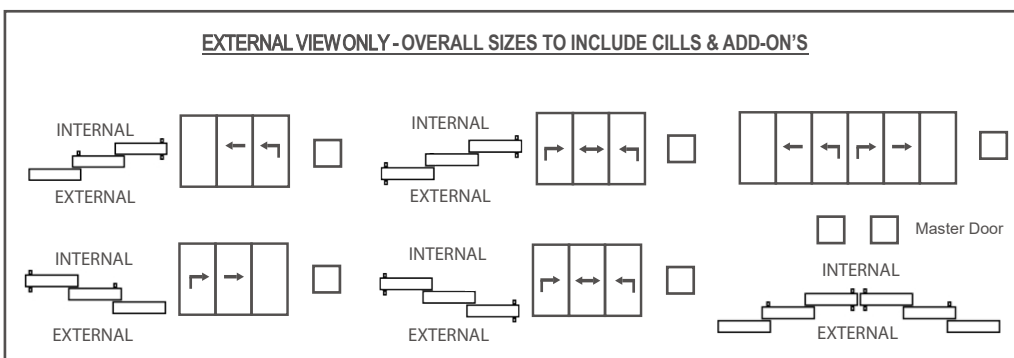 EXTERNAL VIEW ONLY - OVERALL SIZES TO INCLUDE CILLS & ADD-ON'S
INTERNAL
EXTERNAL
INTERNAL
EXTERNAL
Master Door
INTERNAL
EXTERNAL
INTERNAL
EXTERNAL
INTERNAL
EXTERNAL